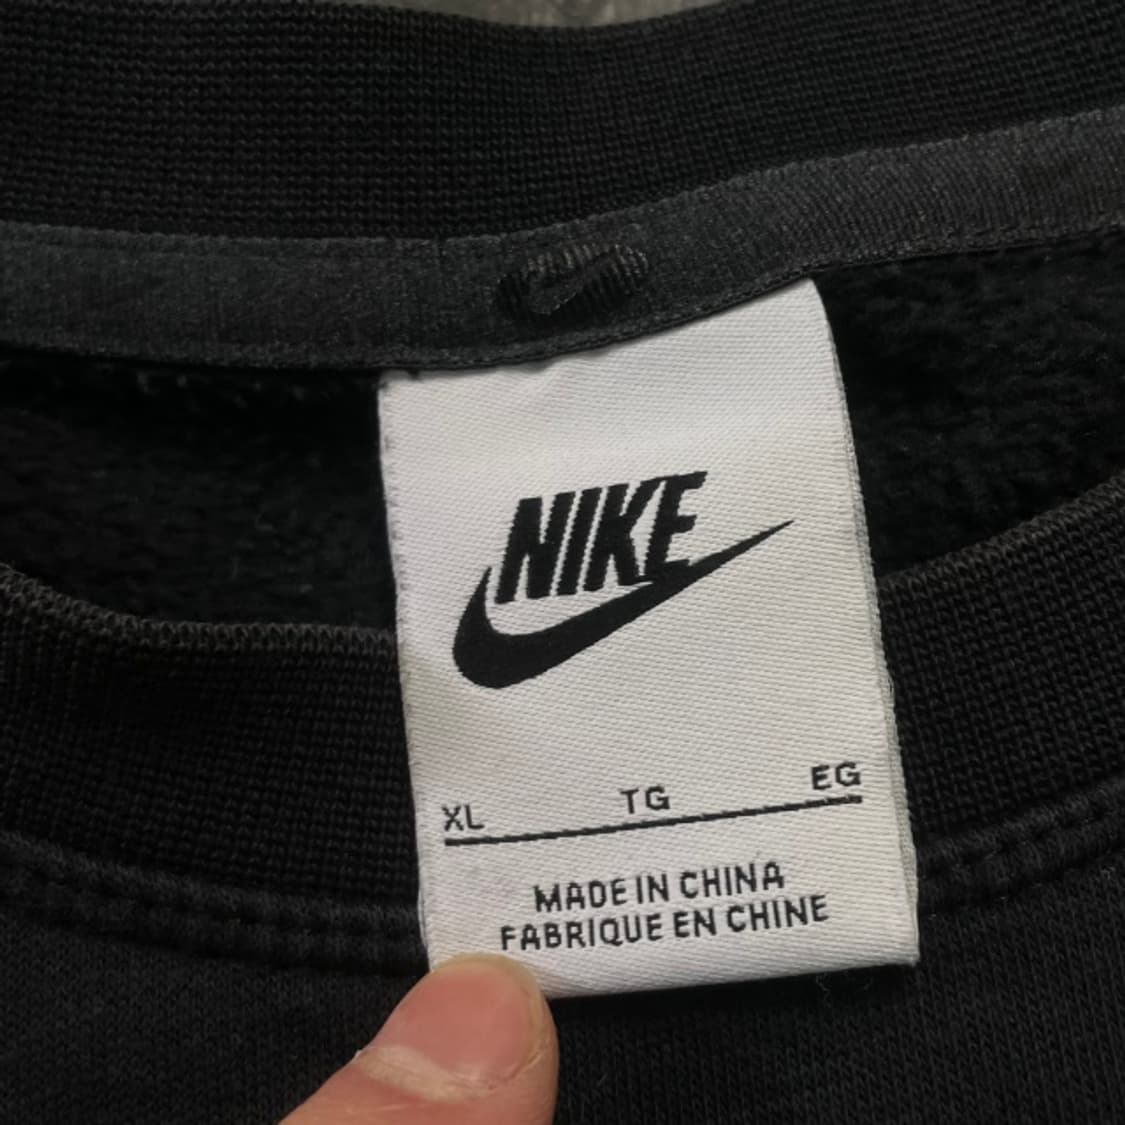 NIKE
XL TG EG
MADE IN CHINA
FABRIQUE EN CHINE